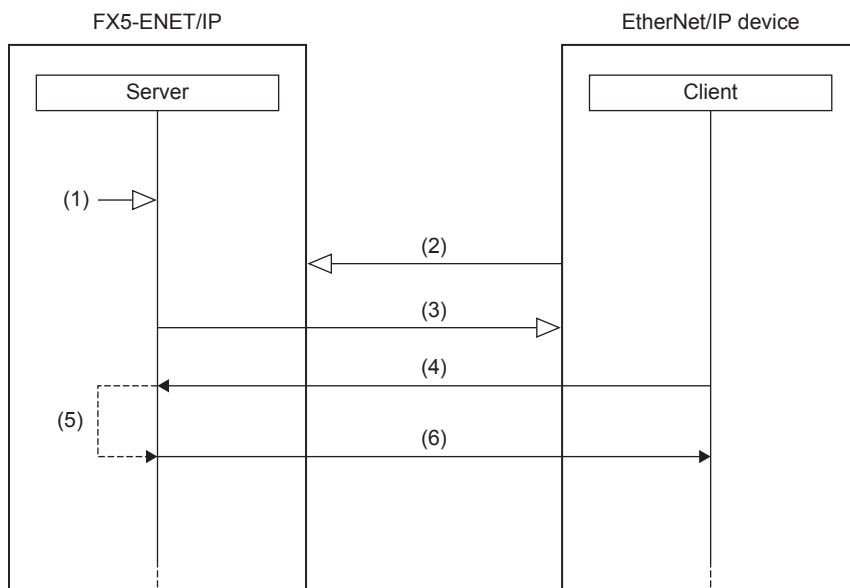 FX5-ENET/IP
EtherNet/IP device
Server
Client
(1)
(2)
(3)
(4)
(5)
(6)